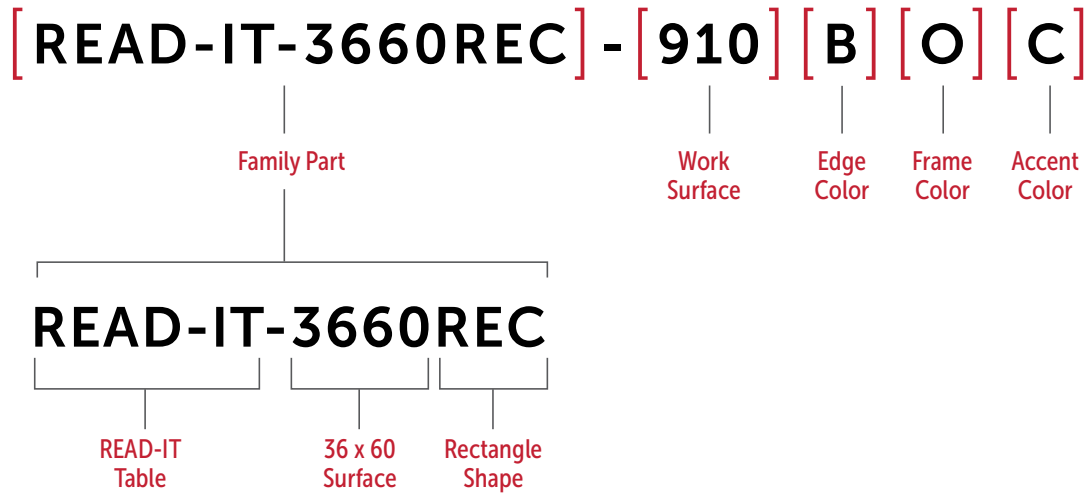 [READ-IT-3660REC]-[910][B][O][C]
Family Part
Work
Surface
Edge
Color
Frame
Color
Accent
Color
READ-IT-3660REC
READ-IT
Table
36 x 60
Surface
Rectangle
Shape